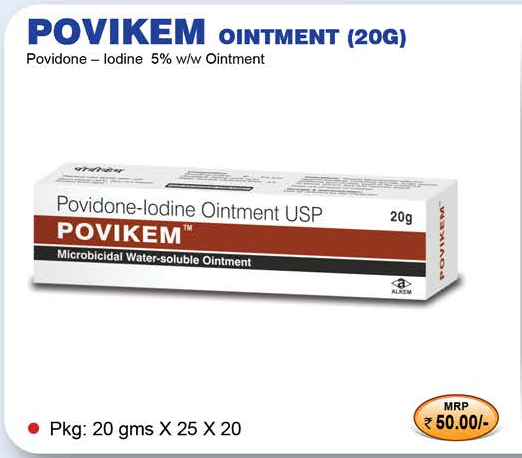 POVIKEM OINTMENT (20G)
Povidone – Iodine 5% w/w Ointment
पोवीकेम
Povidone-Iodine Ointment USP
20g
POVIKEM™
Microbicidal Water-soluble Ointment
ALKEM
POVIKEM™
Pkg: 20 gms X 25 X 20
MRP
₹ 50.00/-